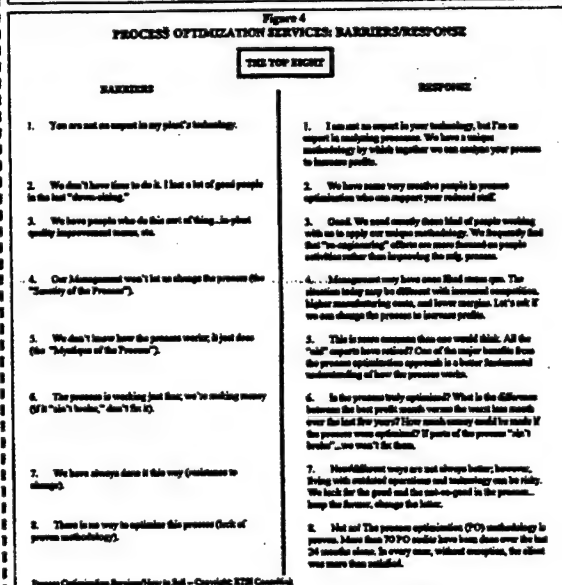 Figure 4
PROCESS OPTIMIZATION SERVICES: BARRIERS/RESPONSE
THE TOP EIGHT
BARRIERS
1. You are not an expert in my plant's technology.
2. We don't have time to do it. I lost a lot of good people
in the last "down-sizing."
3. We have people who do this sort of thing...in-plant
quality improvement teams, etc.
4. Our Management won't let us change the process (the
"Sanctity of the Process").
5. We don't know how the process works; it just does
(the "Mystique of the Process").
6. The process is working just fine; we're making money
(if it "ain't broke," don't fix it).
7. We have always done it this way (resistance to
change).
8. There is no way to optimize this process (lack of
proven methodology).
RESPONSE
1. I am not an expert in your technology, but I'm an
expert in analyzing processes. We have a unique
methodology by which together we can analyze your process
to increase profits.
2. We have some very creative people in process
optimization who can support your reduced staff.
3. Good. We need exactly those kind of people working
with us to apply our unique methodology. We frequently find
that "re-engineering" efforts are more focused on people
activities rather than improving the mfg. process.
4. Management may have once liked status quo. The
situation today may be different with increased competition,
higher manufacturing costs, and lower margins. Let's ask if
we can change the process to increase profits.
5. This is more common than one would think. All the
"old" experts have retired? One of the major benefits from
the process optimization approach is a better fundamental
understanding of how the process works.
6. Is the process truly optimized? What is the difference
between the best profit month versus the worst loss month
over the last few years? How much money could be made if
the process were optimized? If parts of the process "ain't
broke"...we won't fix them.
7. New/different ways are not always better; however,
living with outdated operations and technology can be risky.
We look for the good and the not-so-good in the process...
keep the former, change the latter.
8. Not so! The process optimization (PO) methodology is
proven. More than 70 PO studies have been done over the last
24 months alone. In every case, without exception, the client
was more than satisfied.
Process Optimization Services/How to Sell – Copyright: